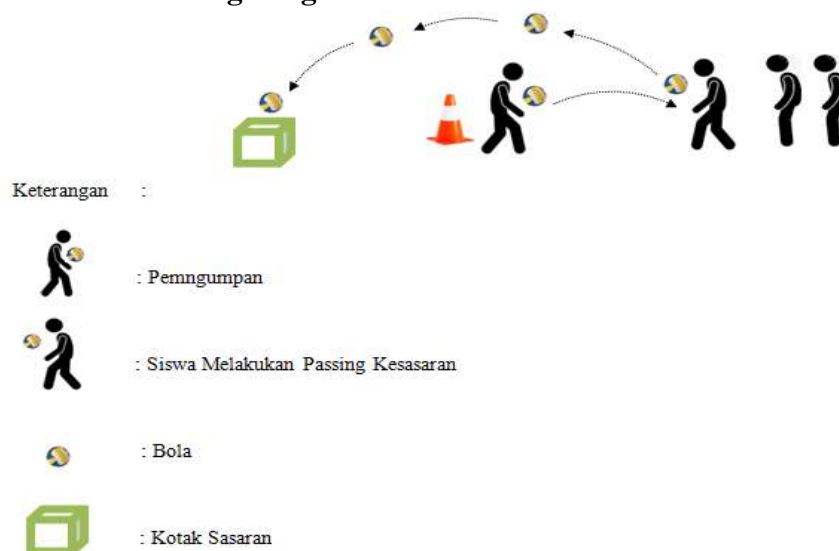 Keterangan :
: Pemngumpan
: Siswa Melakukan Passing Kesasaran
: Bola
: Kotak Sasaran